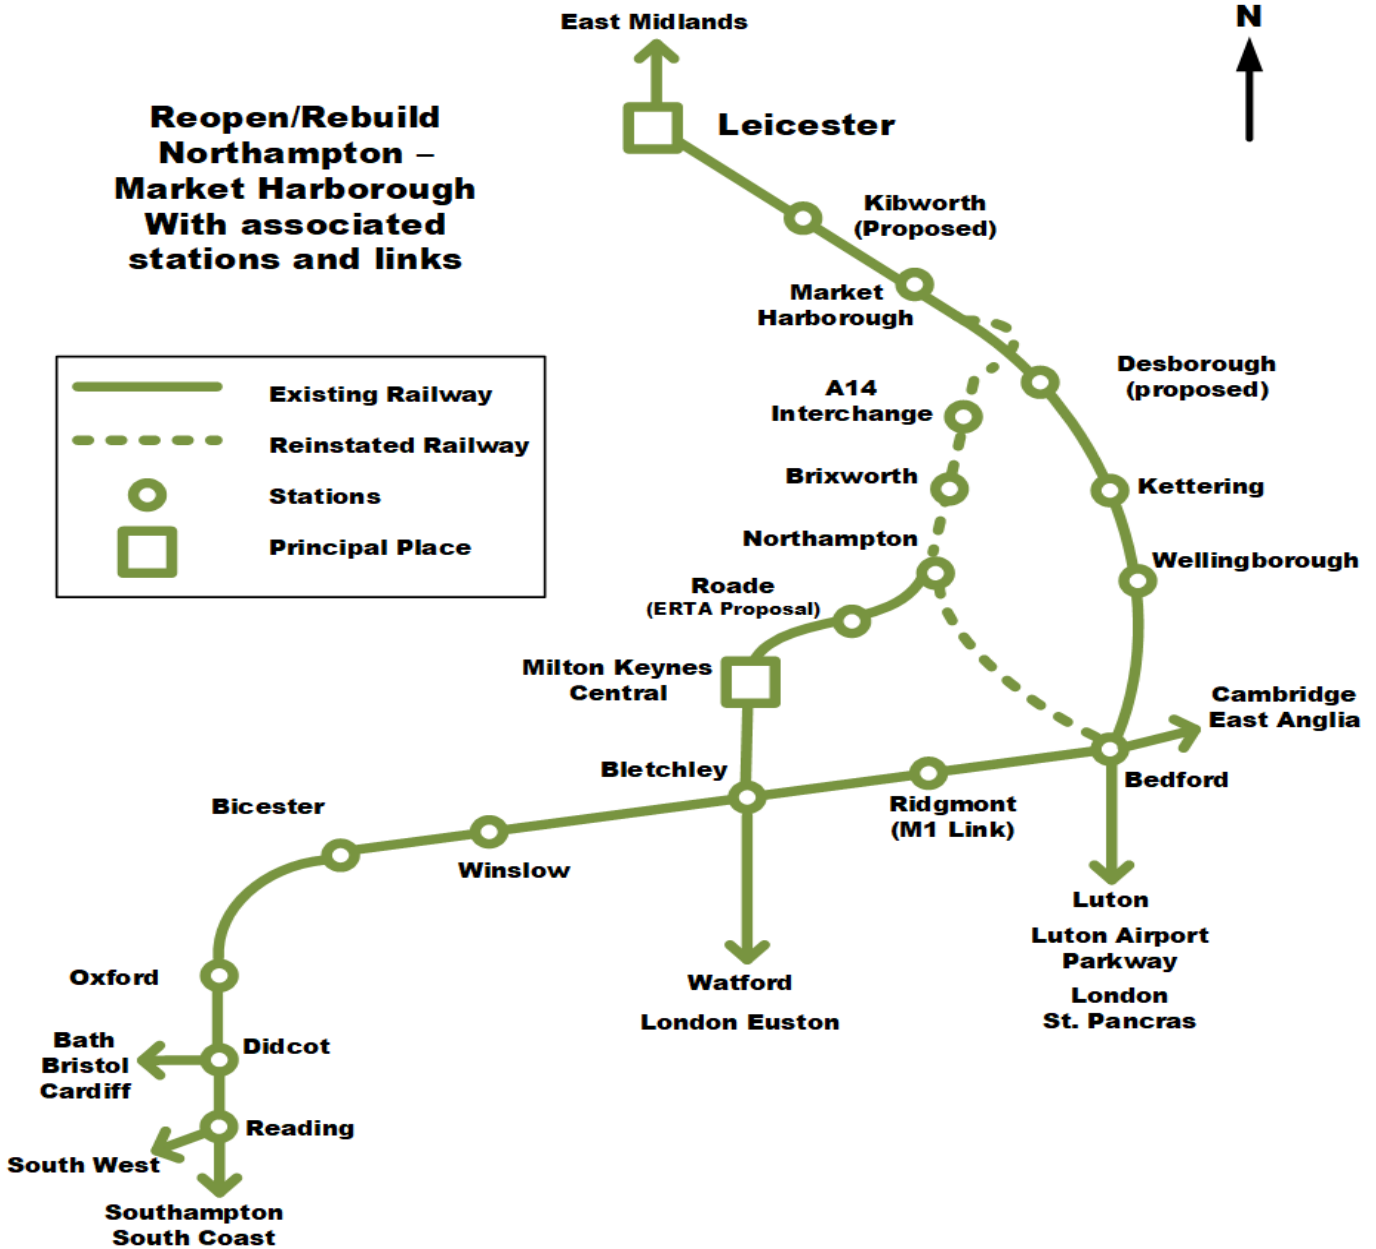 East Midlands
N
Reopen/Rebuild
Northampton –
Market Harborough
With associated
stations and links
Leicester
Kibworth
(Proposed)
Market
Harborough
Desborough
(proposed)
Existing Railway
Reinstated Railway
Stations
Principal Place
A14
Interchange
Brixworth
Kettering
Northampton
Wellingborough
Roade
(ERTA Proposal)
Milton Keynes
Central
Cambridge
East Anglia
Bletchley
Bedford
Ridgmont
(M1 Link)
Bicester
Winslow
Luton
Luton Airport
Parkway
London
St. Pancras
Watford
London Euston
Oxford
Didcot
Bath
Bristol
Cardiff
Reading
South West
Southampton
South Coast